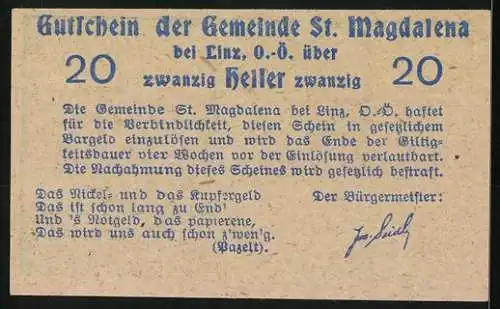 Gutschein der Gemeinde St. Magdalena
bei Linz, O.-Ö. über
20 zwanzig Heller zwanzig 20
Die Gemeinde St. Magdalena bei Linz, O.-Ö. haftet
für die Verbindlichkeit, diesen Schein in gesetzlichem
Bargeld einzulösen und wird das Ende der Giltig-
keitsdauer vier Wochen vor der Einlösung verlautbart.
Die Nachahmung dieses Scheines wird gesetzlich bestraft.
Das Nickel- und das Kupfergeld
Das ist schon lang zu End'
Und 's Notgeld, das papierene,
Das wird uns auch schon z'wen'g.
(Pazelt).
Der Bürgermeister: